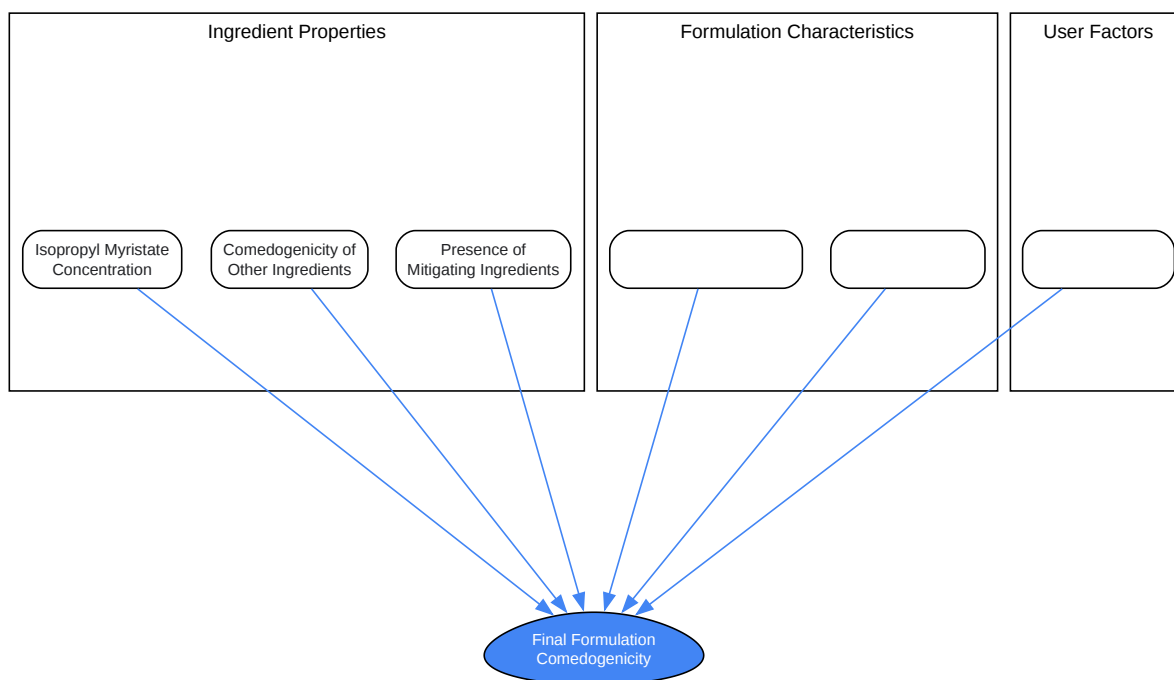 Ingredient Properties
Formulation Characteristics
User Factors
Isopropyl Myristate
Concentration
Comedogenicity of
Other Ingredients
Presence of
Mitigating Ingredients
Final Formulation
Comedogenicity